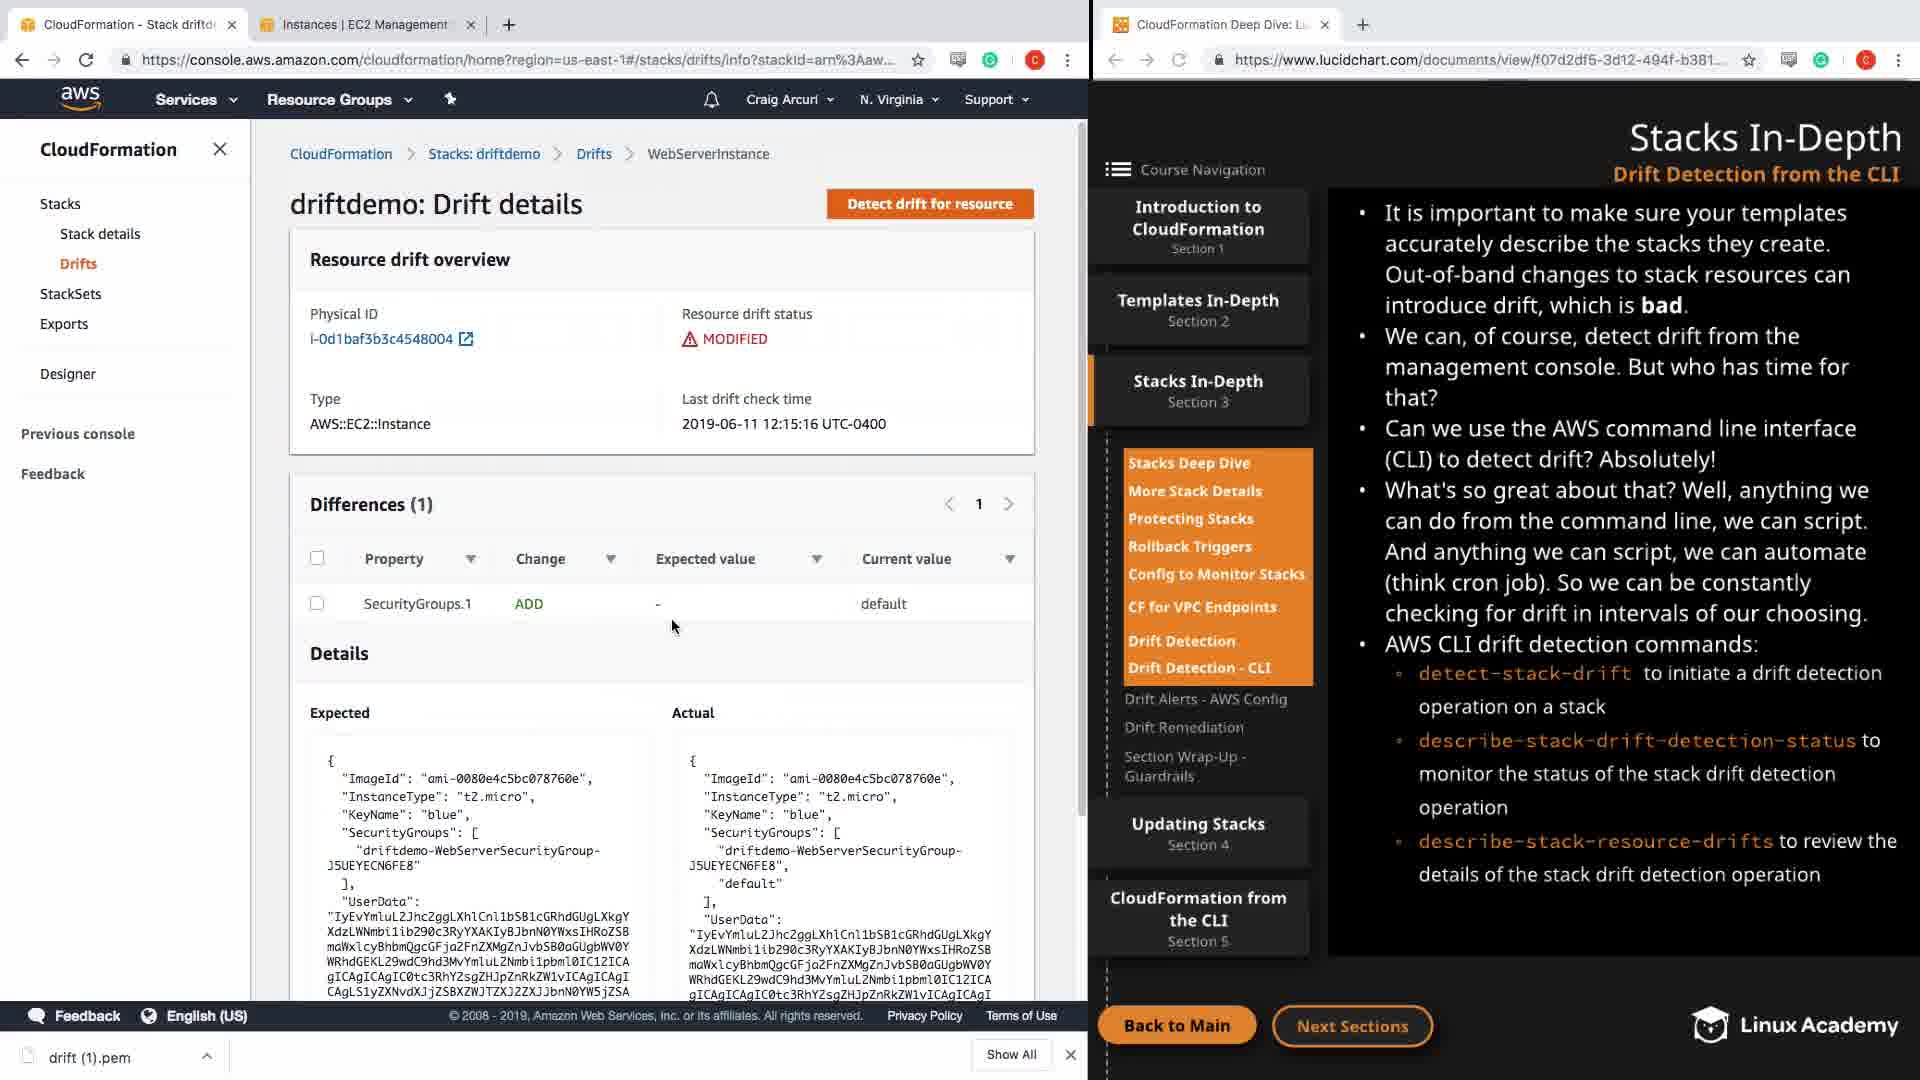 CloudFormation - Stack driftd
Instances | EC2 Management
https://console.aws.amazon.com/cloudformation/home?region=us-east-1#/stacks/drifts/info?stackId=arn%3Aaw...
C
aws
Services
Resource Groups
Craig Arcuri
N. Virginia
Support
CloudFormation
Stacks
Stack details
Drifts
StackSets
Exports
Designer
Previous console
Feedback
CloudFormation > Stacks: driftdemo > Drifts > WebServerInstance
driftdemo: Drift details
Detect drift for resource
Resource drift overview
Physical ID
i-0d1baf3b3c4548004
Resource drift status
MODIFIED
Type
AWS::EC2::Instance
Last drift check time
2019-06-11 12:15:16 UTC-0400
Differences (1)
1
Property
Change
Expected value
Current value
SecurityGroups.1
ADD
-
default
Details
Expected
{
"ImageId": "ami-0080e4c5bc078760e",
"InstanceType": "t2.micro",
"KeyName": "blue",
"SecurityGroups": [
"driftdemo-WebServerSecurityGroup-
J5UEYECN6FE8"
],
"UserData":
Actual
{
"ImageId": "ami-0080e4c5bc078760e",
"InstanceType": "t2.micro",
"KeyName": "blue",
"SecurityGroups": [
"driftdemo-WebServerSecurityGroup-
J5UEYECN6FE8",
"default"
],
"UserData":
Feedback
English (US)
© 2008 - 2019, Amazon Web Services, Inc. or its affiliates. All rights reserved.
Privacy Policy
Terms of Use
drift (1).pem
Show All
CloudFormation Deep Dive: Lu
https://www.lucidchart.com/documents/view/f07d2df5-3d12-494f-b381...
C
Stacks In-Depth
Drift Detection from the CLI
Course Navigation
Introduction to
CloudFormation
Section 1
Templates In-Depth
Section 2
Stacks In-Depth
Section 3
Stacks Deep Dive
More Stack Details
Protecting Stacks
Rollback Triggers
Config to Monitor Stacks
CF for VPC Endpoints
Drift Detection
Drift Detection - CLI
Drift Alerts - AWS Config
Drift Remediation
Section Wrap-Up -
Guardrails
Updating Stacks
Section 4
CloudFormation from
the CLI
Section 5
• It is important to make sure your templates
accurately describe the stacks they create.
Out-of-band changes to stack resources can
introduce drift, which is bad.
• We can, of course, detect drift from the
management console. But who has time for
that?
• Can we use the AWS command line interface
(CLI) to detect drift? Absolutely!
• What's so great about that? Well, anything we
can do from the command line, we can script.
And anything we can script, we can automate
(think cron job). So we can be constantly
checking for drift in intervals of our choosing.
• AWS CLI drift detection commands:
◦ detect-stack-drift to initiate a drift detection
operation on a stack
◦ describe-stack-drift-detection-status to
monitor the status of the stack drift detection
operation
◦ describe-stack-resource-drifts to review the
details of the stack drift detection operation
Back to Main
Next Sections
Linux Academy